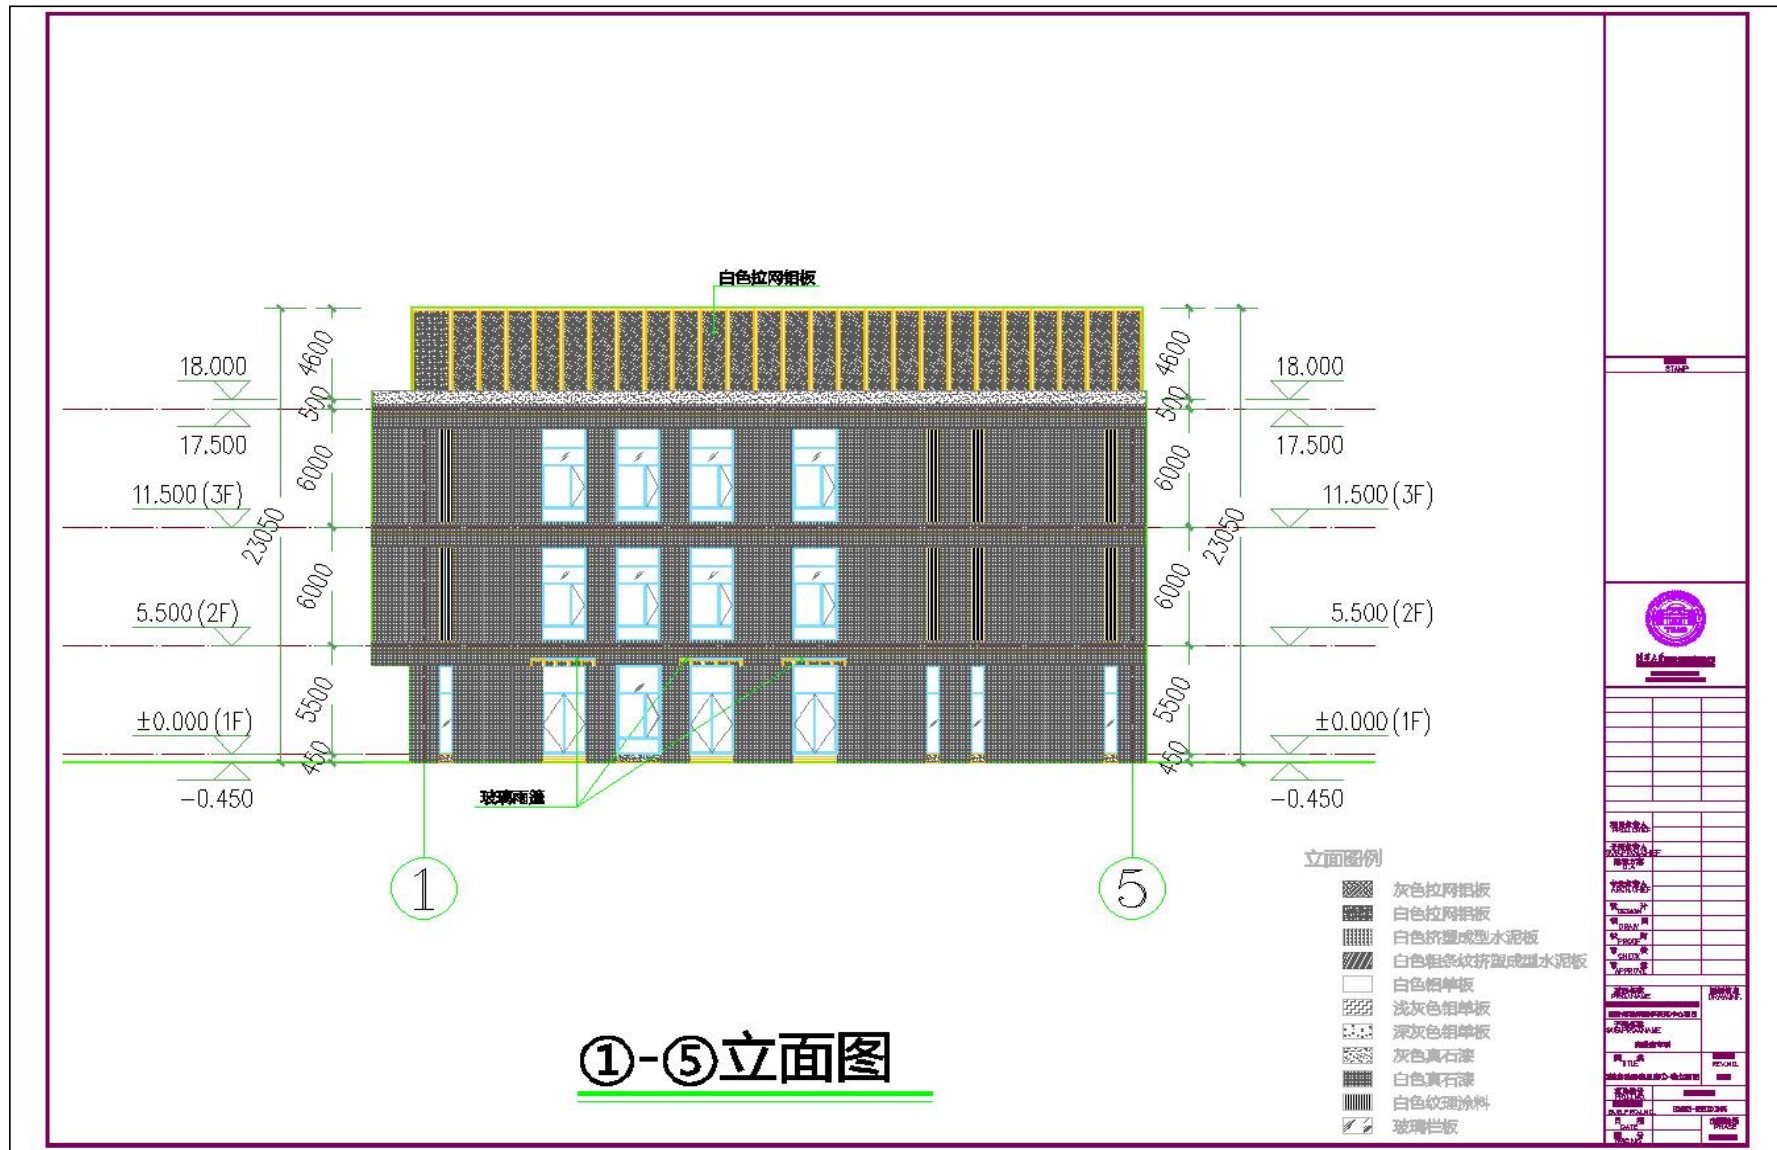 白色拉网铝板
4600
4600
18.000
18.000
500
500
17.500
17.500
6000
6000
11.500(3F)
11.500(3F)
23050
23050
6000
6000
5.500(2F)
5.500(2F)
5500
5500
±0.000(1F)
±0.000(1F)
450
450
-0.450
-0.450
玻璃雨篷
1
5
①-⑤立面图
立面图例
灰色拉网铝板
白色拉网铝板
白色挤塑成型水泥板
白色粗条纹挤塑成型水泥板
白色铝单板
浅灰色铝单板
深灰色铝单板
灰色真石漆
白色真石漆
白色纹理涂料
玻璃栏板
STAMP
DESIGN
DRAW
PROOF
CHECK
APPROVE
TITLE
DATE